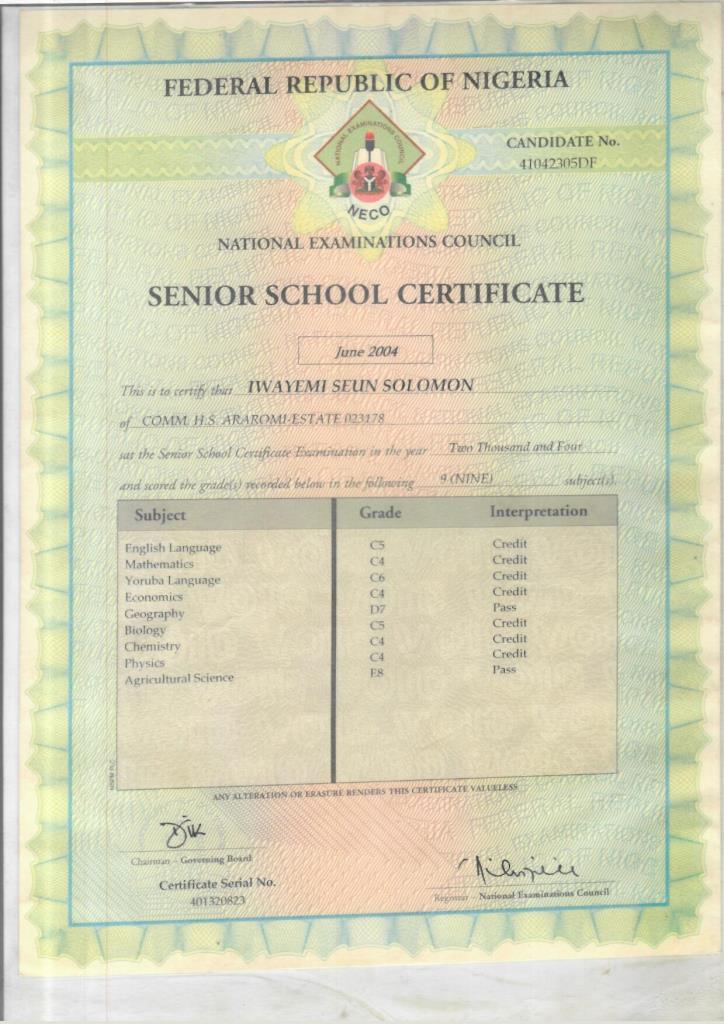 FEDERAL REPUBLIC OF NIGERIA
NATIONAL EXAMINATIONS COUNCIL
NECO
CANDIDATE No.
41042305DF
NATIONAL EXAMINATIONS COUNCIL
SENIOR SCHOOL CERTIFICATE
June 2004
This is to certify that IWAYEMI SEUN SOLOMON
of COMM. H.S. ARAROMI-ESTATE 023178
sat the Senior School Certificate Examination in the year Two Thousand and Four
and scored the grade(s) recorded below in the following 9 (NINE) subject(s).
Subject Grade Interpretation
English Language C5 Credit
Mathematics C4 Credit
Yoruba Language C6 Credit
Economics C4 Credit
Geography D7 Pass
Biology C5 Credit
Chemistry C4 Credit
Physics C4 Credit
Agricultural Science E8 Pass
ANY ALTERATION OR ERASURE RENDERS THIS CERTIFICATE VALUELESS
Chairman – Governing Board
Certificate Serial No.
401320823
Registrar – National Examinations Council